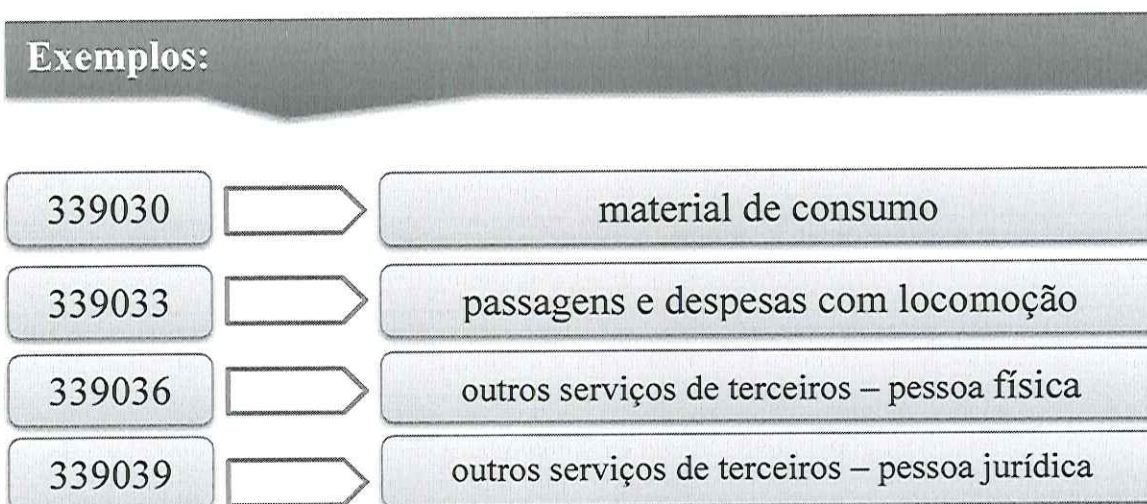 Exemplos:
339030 material de consumo
339033 passagens e despesas com locomoção
339036 outros serviços de terceiros – pessoa física
339039 outros serviços de terceiros – pessoa jurídica